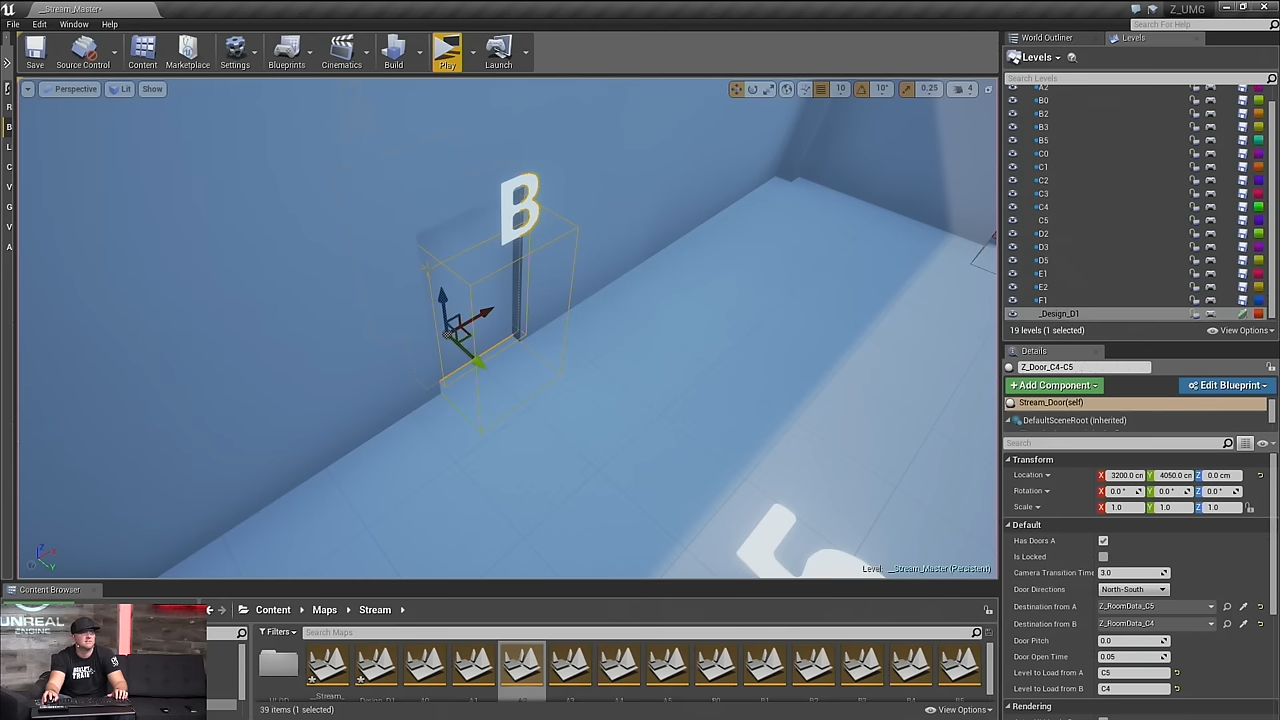 __Stream_Master*
Z_UMG
File Edit Window Help
Search For Help
Save Source Control Content Marketplace Settings Blueprints Cinematics Build Play Launch
World Outliner Levels
Levels
Search Levels
Perspective Lit Show
10 10° 0.25 4
A2
B0
B2
B3
B5
C0
C1
C2
C3
C4
C5
D2
D3
D5
E1
E2
F1
_Design_D1
19 levels (1 selected) View Options
R
B
L
C
V
G
V
A
B
Details
Z_Door_C4-C5
+Add Component Edit Blueprint
Stream_Door(self)
DefaultSceneRoot (Inherited)
Search
Transform
Location X 3200.0 cm Y 4050.0 cm Z 0.0 cm
Rotation X 0.0 ° Y 0.0 ° Z 0.0 °
Scale X 1.0 Y 1.0 Z 1.0
Default
Has Doors A
Is Locked
Camera Transition Time 3.0
Door Directions North-South
Destination from A Z_RoomData_C5
Destination from B Z_RoomData_C4
Door Pitch 0.0
Door Open Time 0.05
Level to Load from A C5
Level to Load from B C4
Rendering
Level: __Stream_Master (Persistent)
Z X Y
Content Browser
Content Maps Stream
Filters Search Maps
39 items (1 selected) View Options
UNREAL
ENGINE